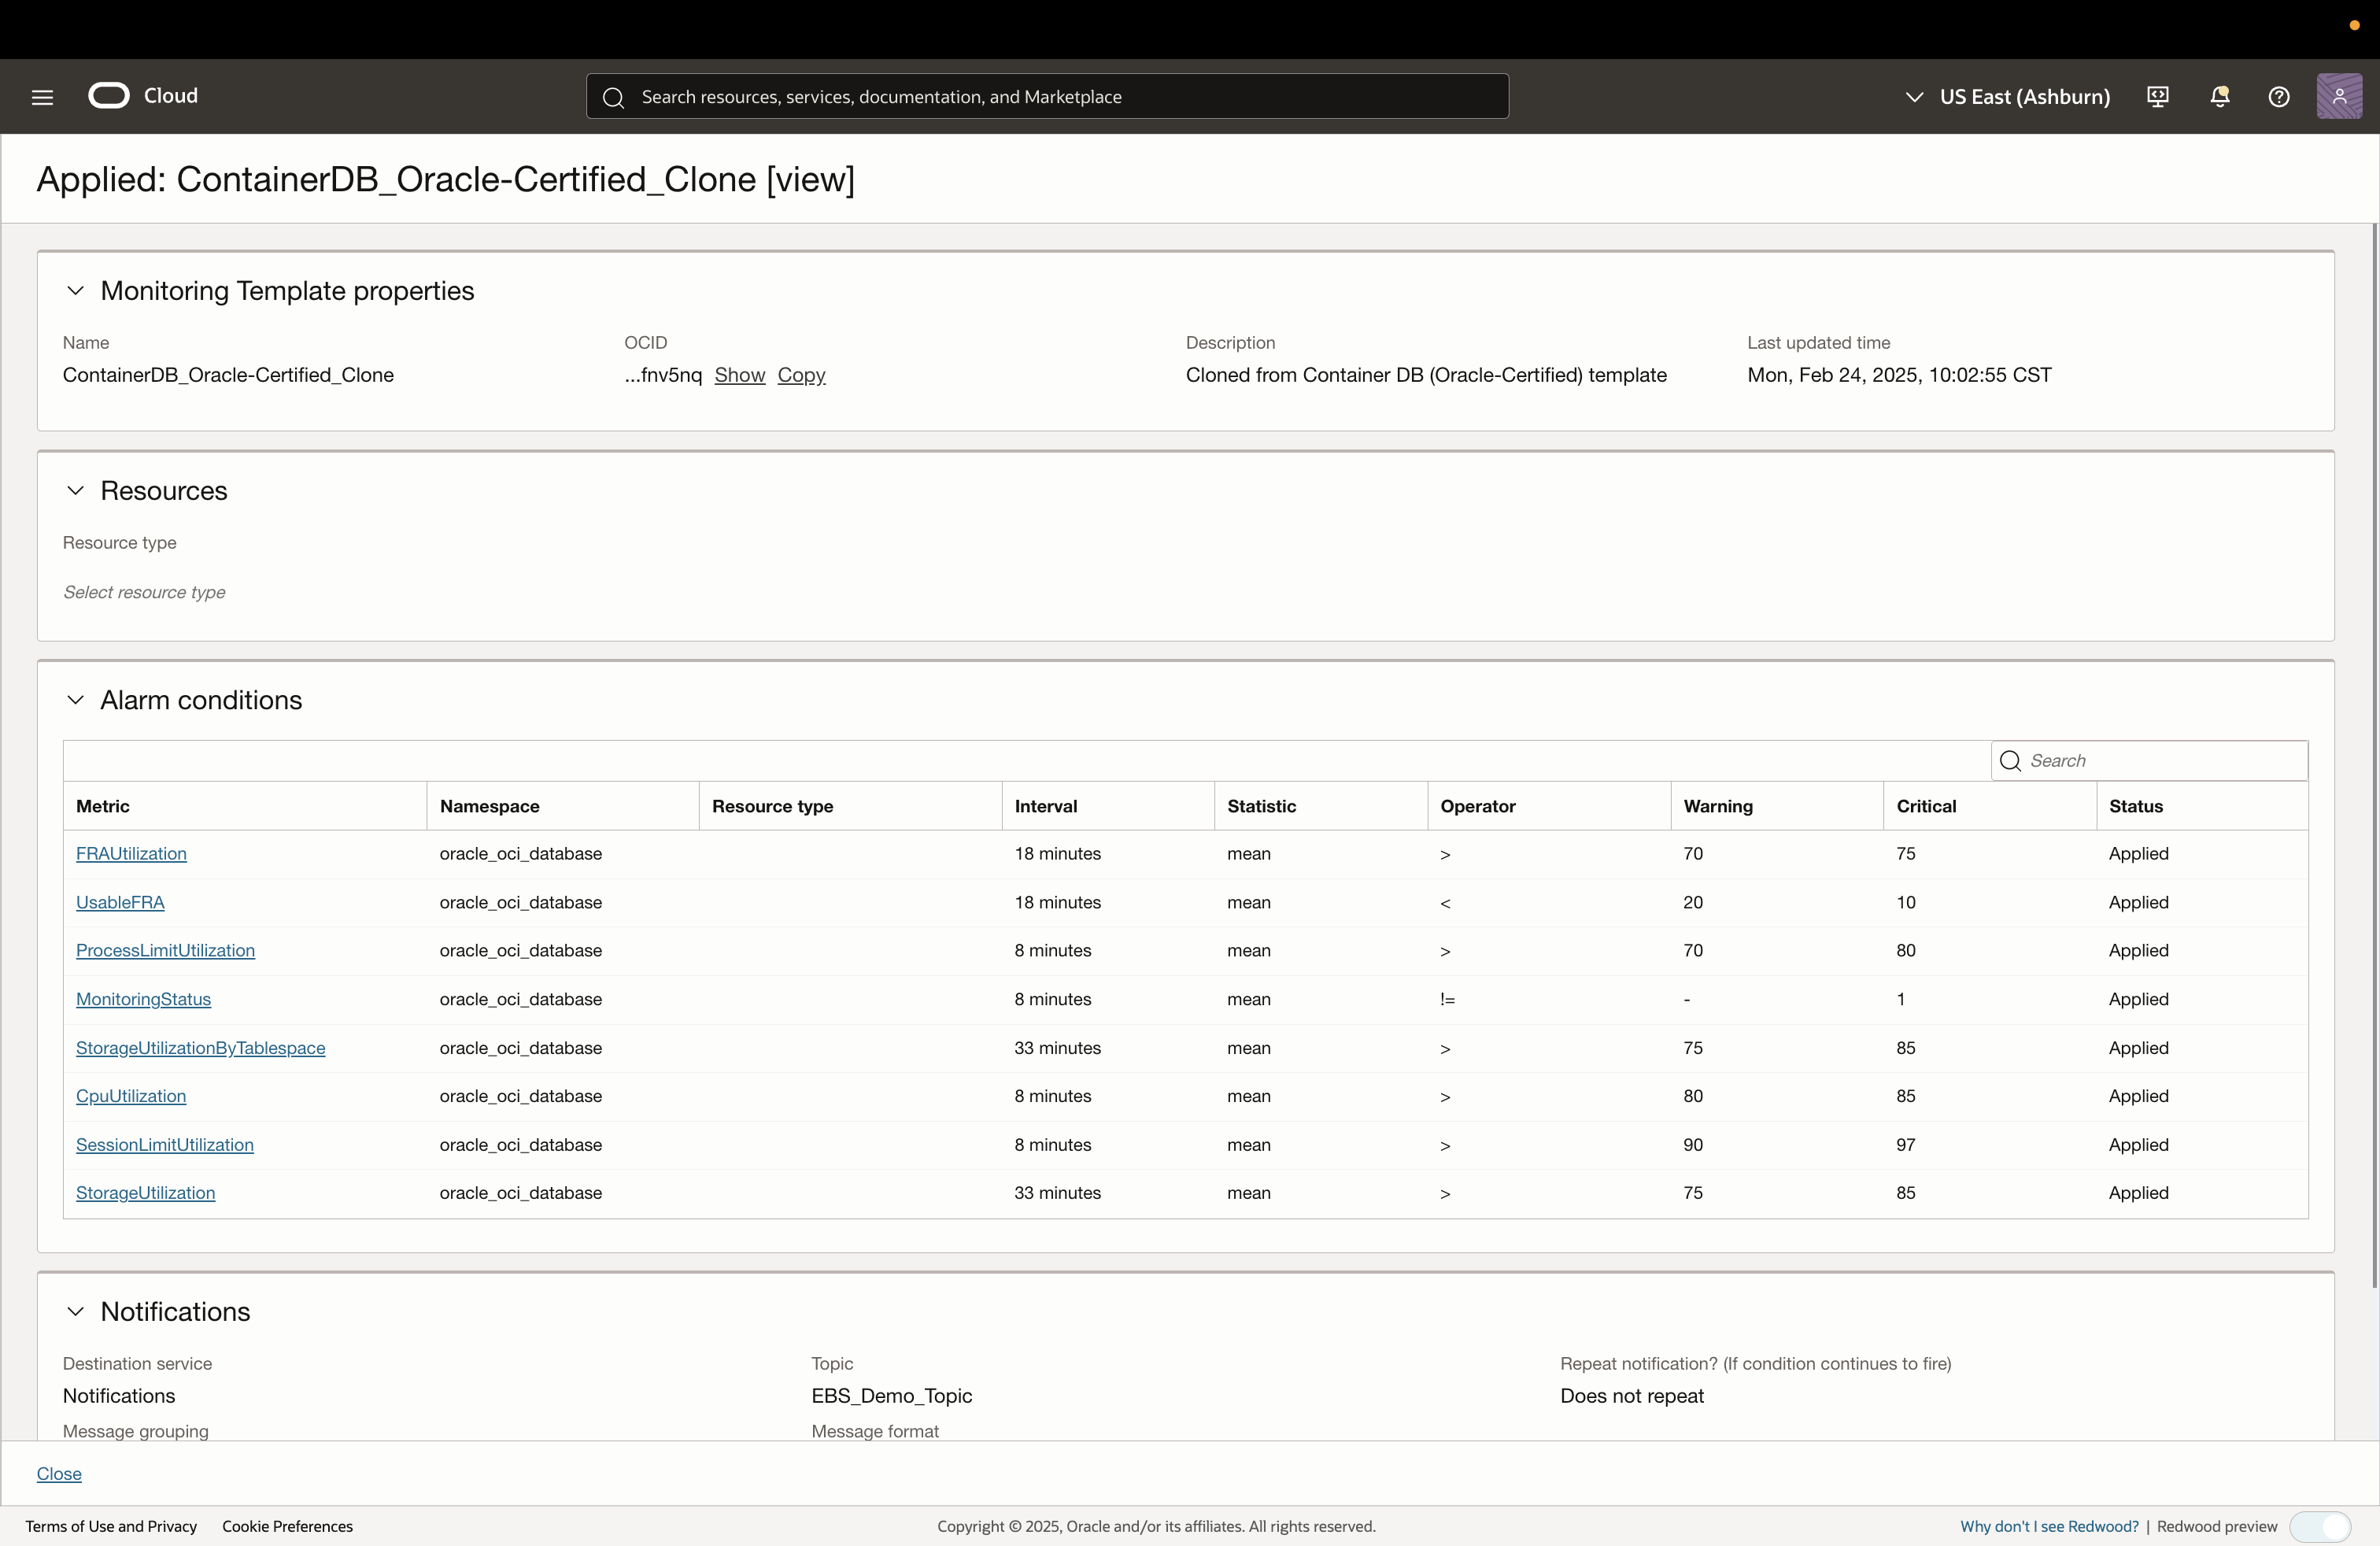 Cloud
Search resources, services, documentation, and Marketplace
US East (Ashburn)
Applied: ContainerDB_Oracle-Certified_Clone [view]
Monitoring Template properties
Name OCID Description Last updated time
ContainerDB_Oracle-Certified_Clone ...fnv5nq Show Copy Cloned from Container DB (Oracle-Certified) template Mon, Feb 24, 2025, 10:02:55 CST
Resources
Resource type
Select resource type
Alarm conditions
Search
Metric Namespace Resource type Interval Statistic Operator Warning Critical Status
FRAUtilization oracle_oci_database 18 minutes mean > 70 75 Applied
UsableFRA oracle_oci_database 18 minutes mean < 20 10 Applied
ProcessLimitUtilization oracle_oci_database 8 minutes mean > 70 80 Applied
MonitoringStatus oracle_oci_database 8 minutes mean != - 1 Applied
StorageUtilizationByTablespace oracle_oci_database 33 minutes mean > 75 85 Applied
CpuUtilization oracle_oci_database 8 minutes mean > 80 85 Applied
SessionLimitUtilization oracle_oci_database 8 minutes mean > 90 97 Applied
StorageUtilization oracle_oci_database 33 minutes mean > 75 85 Applied
Notifications
Destination service Topic Repeat notification? (If condition continues to fire)
Notifications EBS_Demo_Topic Does not repeat
Message grouping Message format
Close
Terms of Use and Privacy Cookie Preferences Copyright © 2025, Oracle and/or its affiliates. All rights reserved. Why don't I see Redwood? | Redwood preview